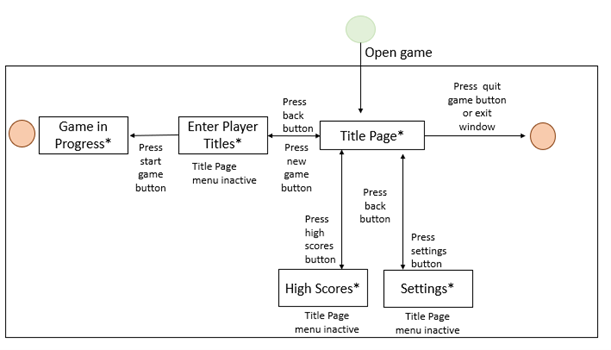 Open game
Press quit
game button
or exit
window
Press
back
button
Game in
Progress*
Enter Player
Titles*
Title Page*
Press
start
game
button
Title Page
menu inactive
Press
new
game
button
Press
back
button
Press
high
scores
button
Press
settings
button
High Scores*
Settings*
Title Page
menu inactive
Title Page
menu inactive